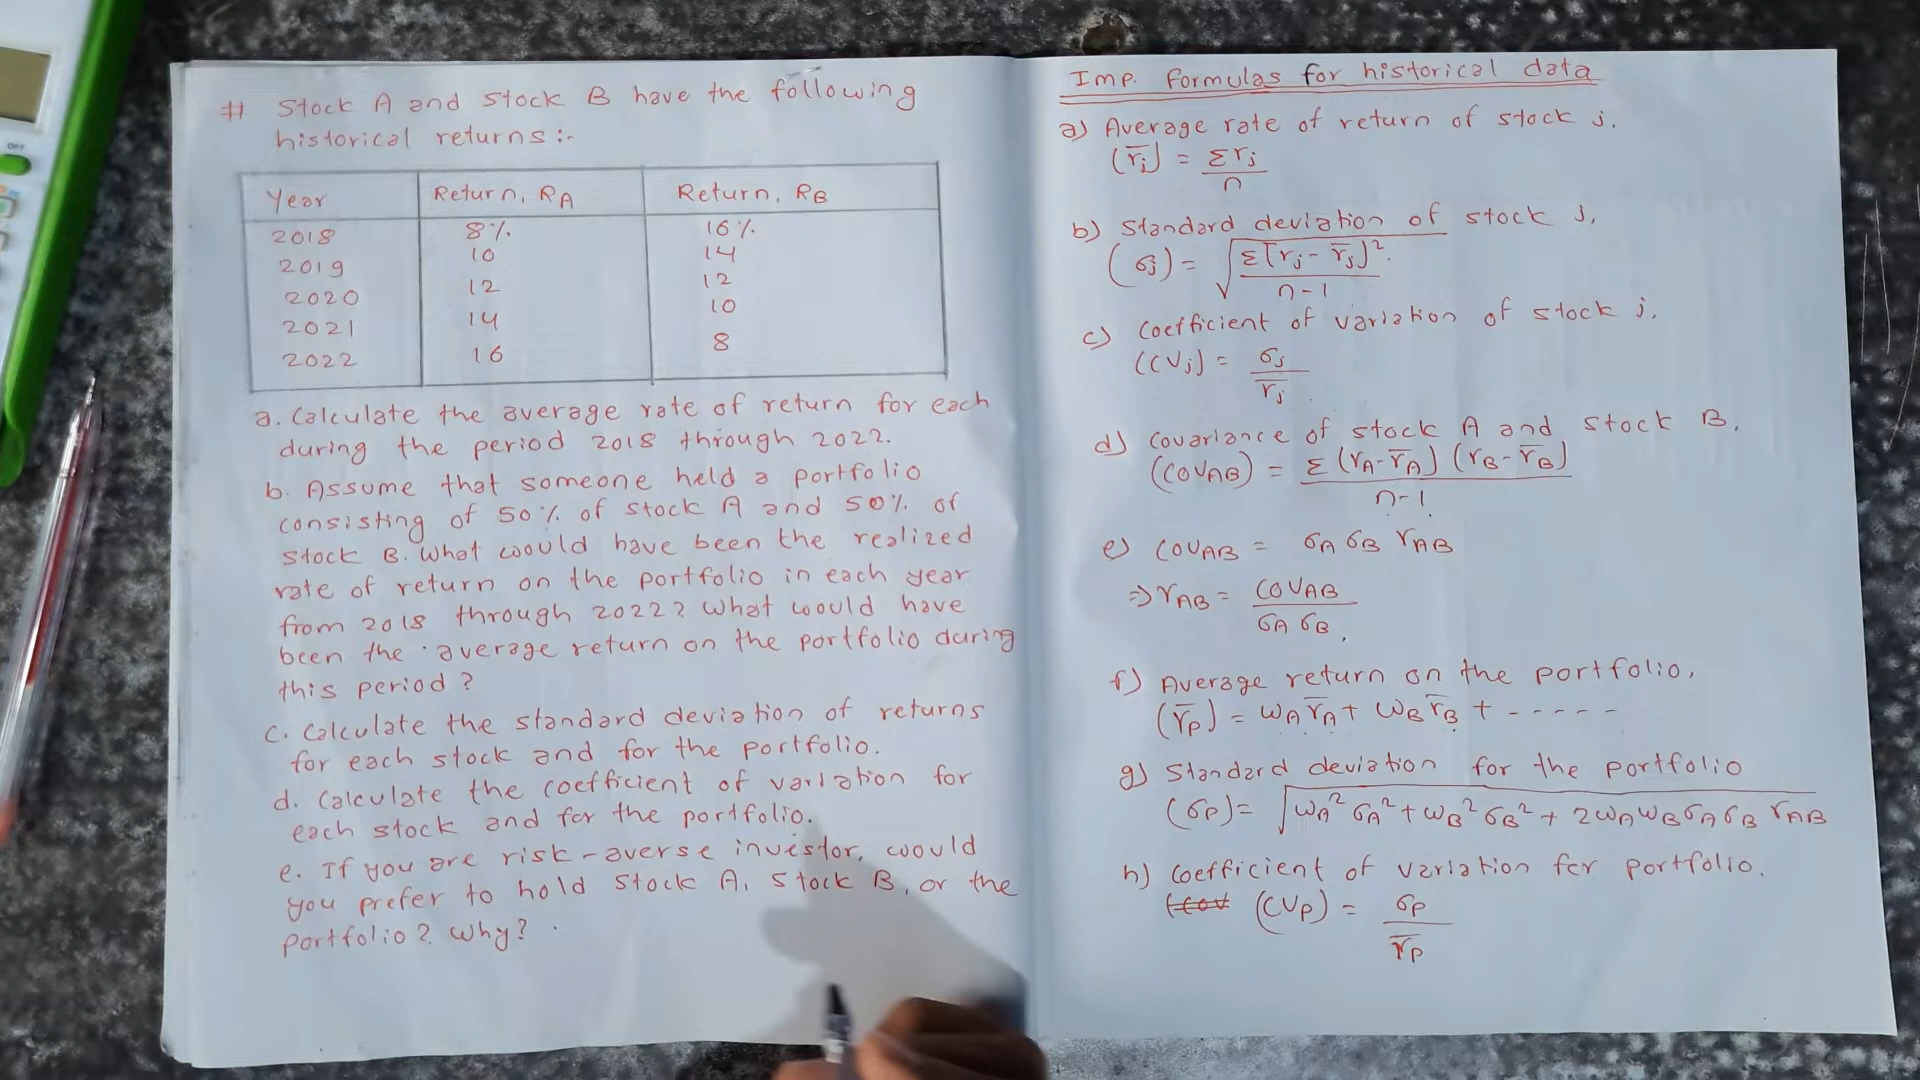 # Stock A and stock B have the following
historical returns:-
Year Return, RA Return, RB
2018 8% 16%
2019 10 14
2020 12 12
2021 14 10
2022 16 8
a. Calculate the average rate of return for each
during the period 2018 through 2022.
b. Assume that someone held a portfolio
consisting of 50% of stock A and 50% of
stock B. What would have been the realized
rate of return on the portfolio in each year
from 2018 through 2022? What would have
been the average return on the portfolio during
this period?
c. Calculate the standard deviation of returns
for each stock and for the portfolio.
d. Calculate the coefficient of variation for
each stock and for the portfolio.
e. If you are risk-averse investor, would
you prefer to hold stock A, stock B, or the
portfolio? Why?
Imp. formulas for historical data
a) Average rate of return of stock j.
(r̄j) = Σrj / n
b) Standard deviation of stock j,
(σj) = √(Σ[rj - r̄j]² / n-1)
c) Coefficient of variation of stock j.
(CVj) = σj / r̄j
d) Covariance of stock A and stock B.
(COVAB) = Σ(rA-r̄A) (rB-r̄B) / n-1
e) COVAB = σA σB rAB
⇒ rAB = COVAB / σA σB,
f) Average return on the portfolio,
(r̄p) = wA r̄A + wB r̄B + -----
g) Standard deviation for the portfolio
(σp) = √(wA² σA² + wB² σB² + 2wA wB σA σB rAB)
h) Coefficient of variation for portfolio.
(CVp) = σp / r̄p
OFF